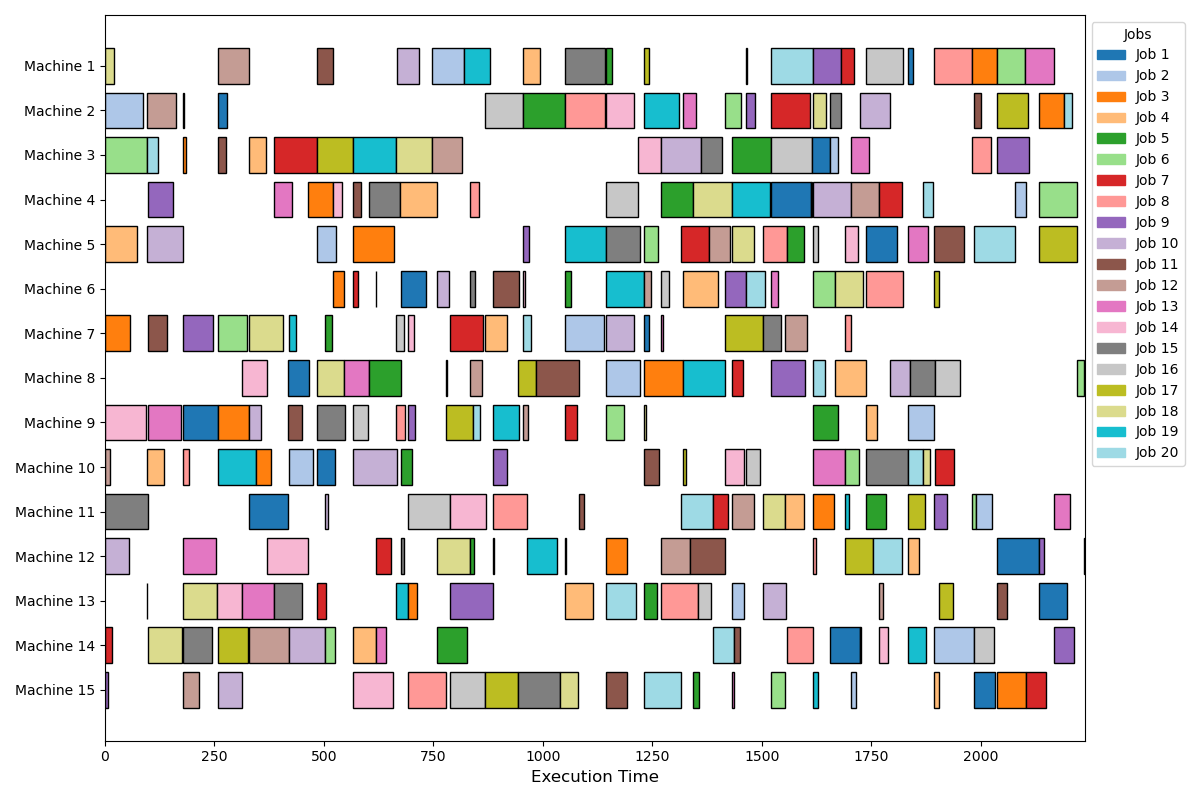 Machine 1
Machine 2
Machine 3
Machine 4
Machine 5
Machine 6
Machine 7
Machine 8
Machine 9
Machine 10
Machine 11
Machine 12
Machine 13
Machine 14
Machine 15
0 250 500 750 1000 1250 1500 1750 2000
Execution Time
Jobs
Job 1
Job 2
Job 3
Job 4
Job 5
Job 6
Job 7
Job 8
Job 9
Job 10
Job 11
Job 12
Job 13
Job 14
Job 15
Job 16
Job 17
Job 18
Job 19
Job 20